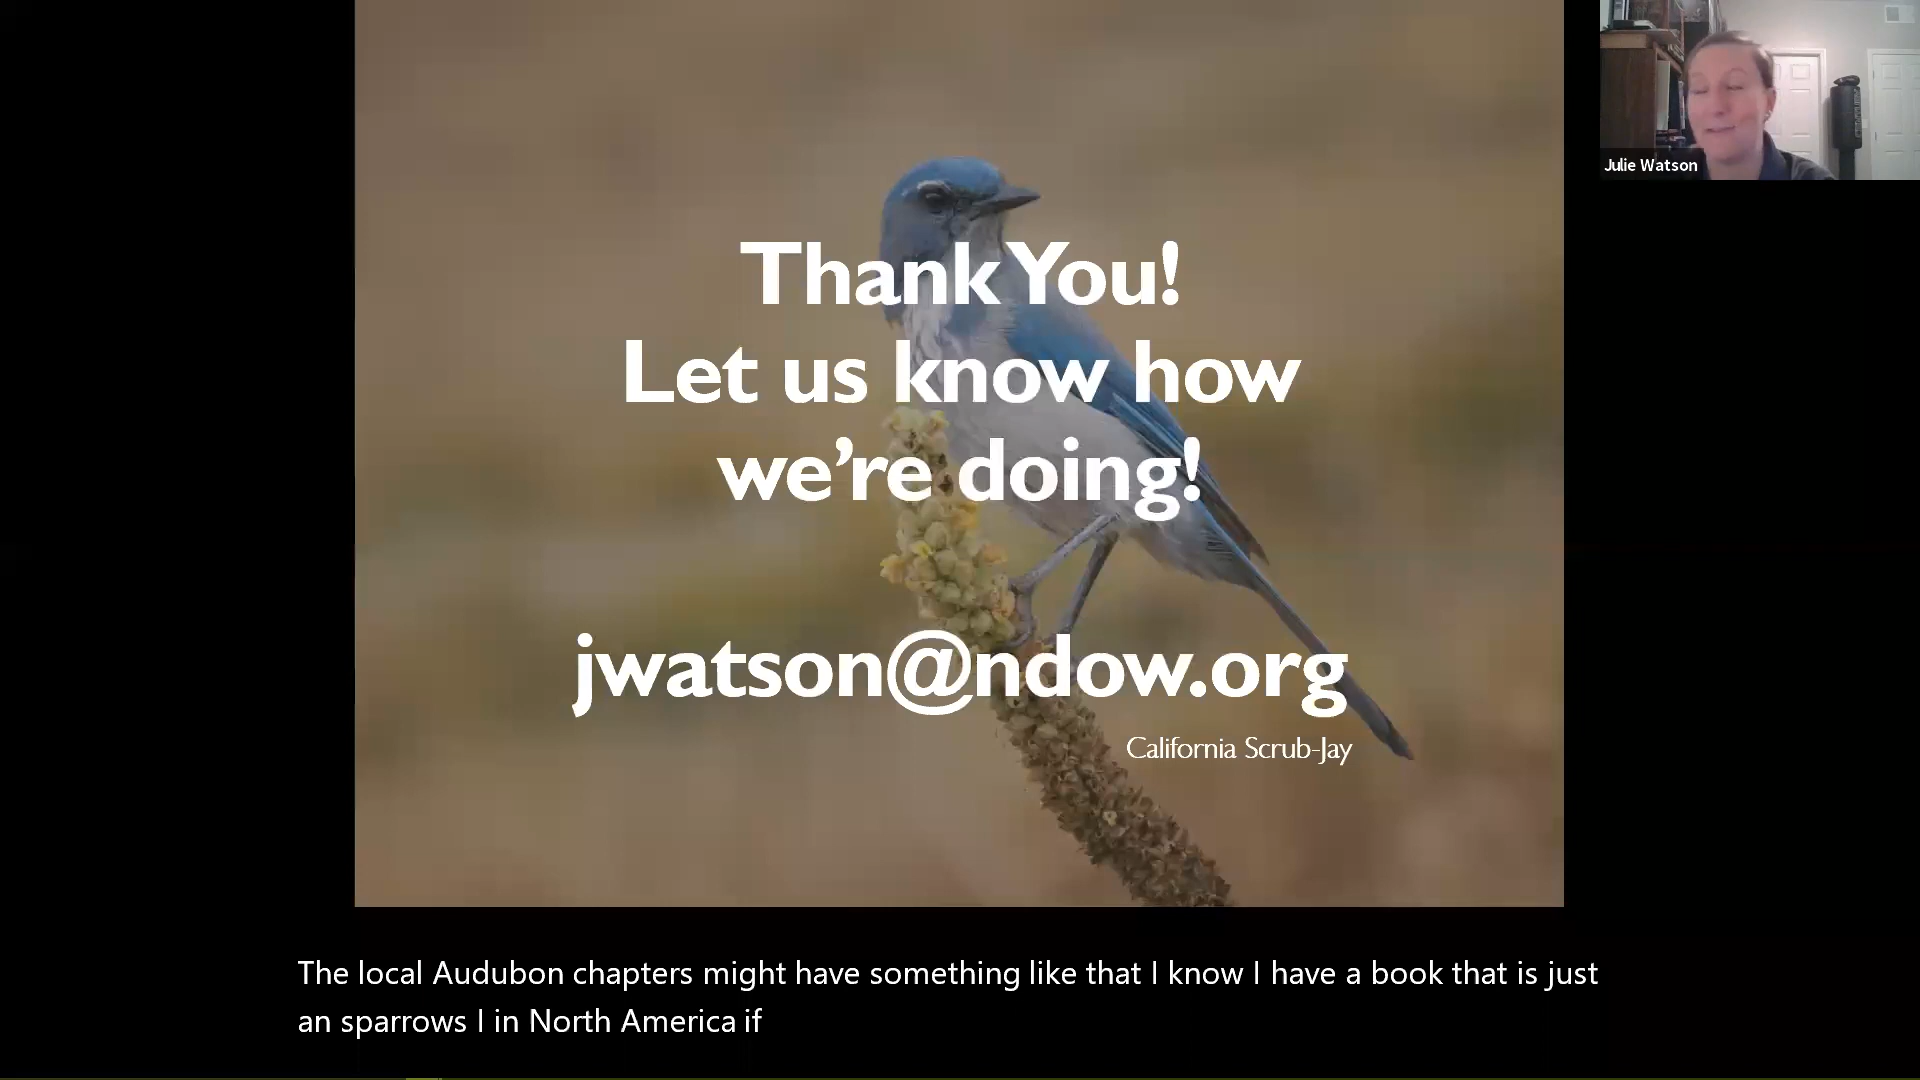 Thank You!
Let us know how
we're doing!
jwatson@ndow.org
California Scrub-Jay
Julie Watson
The local Audubon chapters might have something like that I know I have a book that is just
an sparrows I in North America if